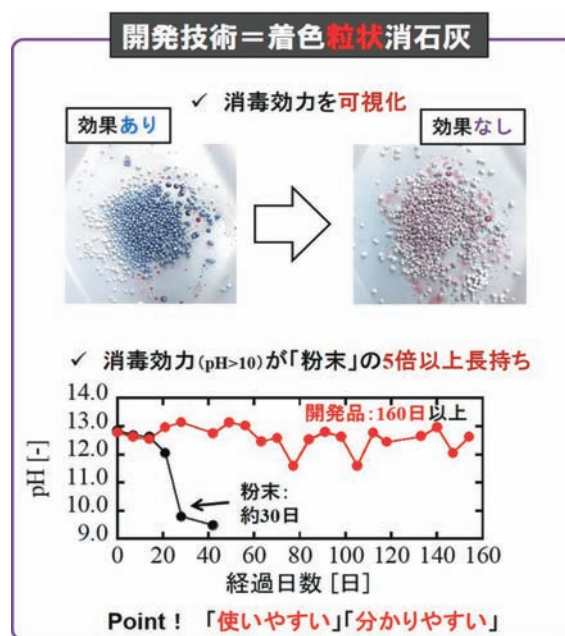 開発技術=着色粒状消石灰
✓ 消毒効力を可視化
効果あり
効果なし
✓ 消毒効力(pH>10)が「粉末」の5倍以上長持ち
14.0
13.0
12.0
11.0
10.0
9.0
pH [-]
開発品:160日以上
粉末:
約30日
0 20 40 60 80 100 120 140 160
経過日数 [日]
Point! 「使いやすい」「分かりやすい」